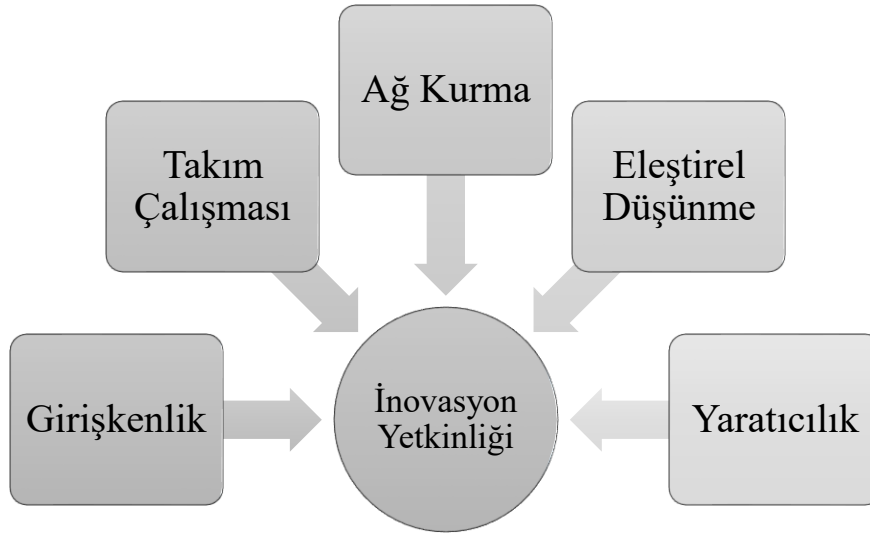 Ağ Kurma
Takım
Çalışması
Eleştirel
Düşünme
Girişkenlik
İnovasyon
Yetkinliği
Yaratıcılık